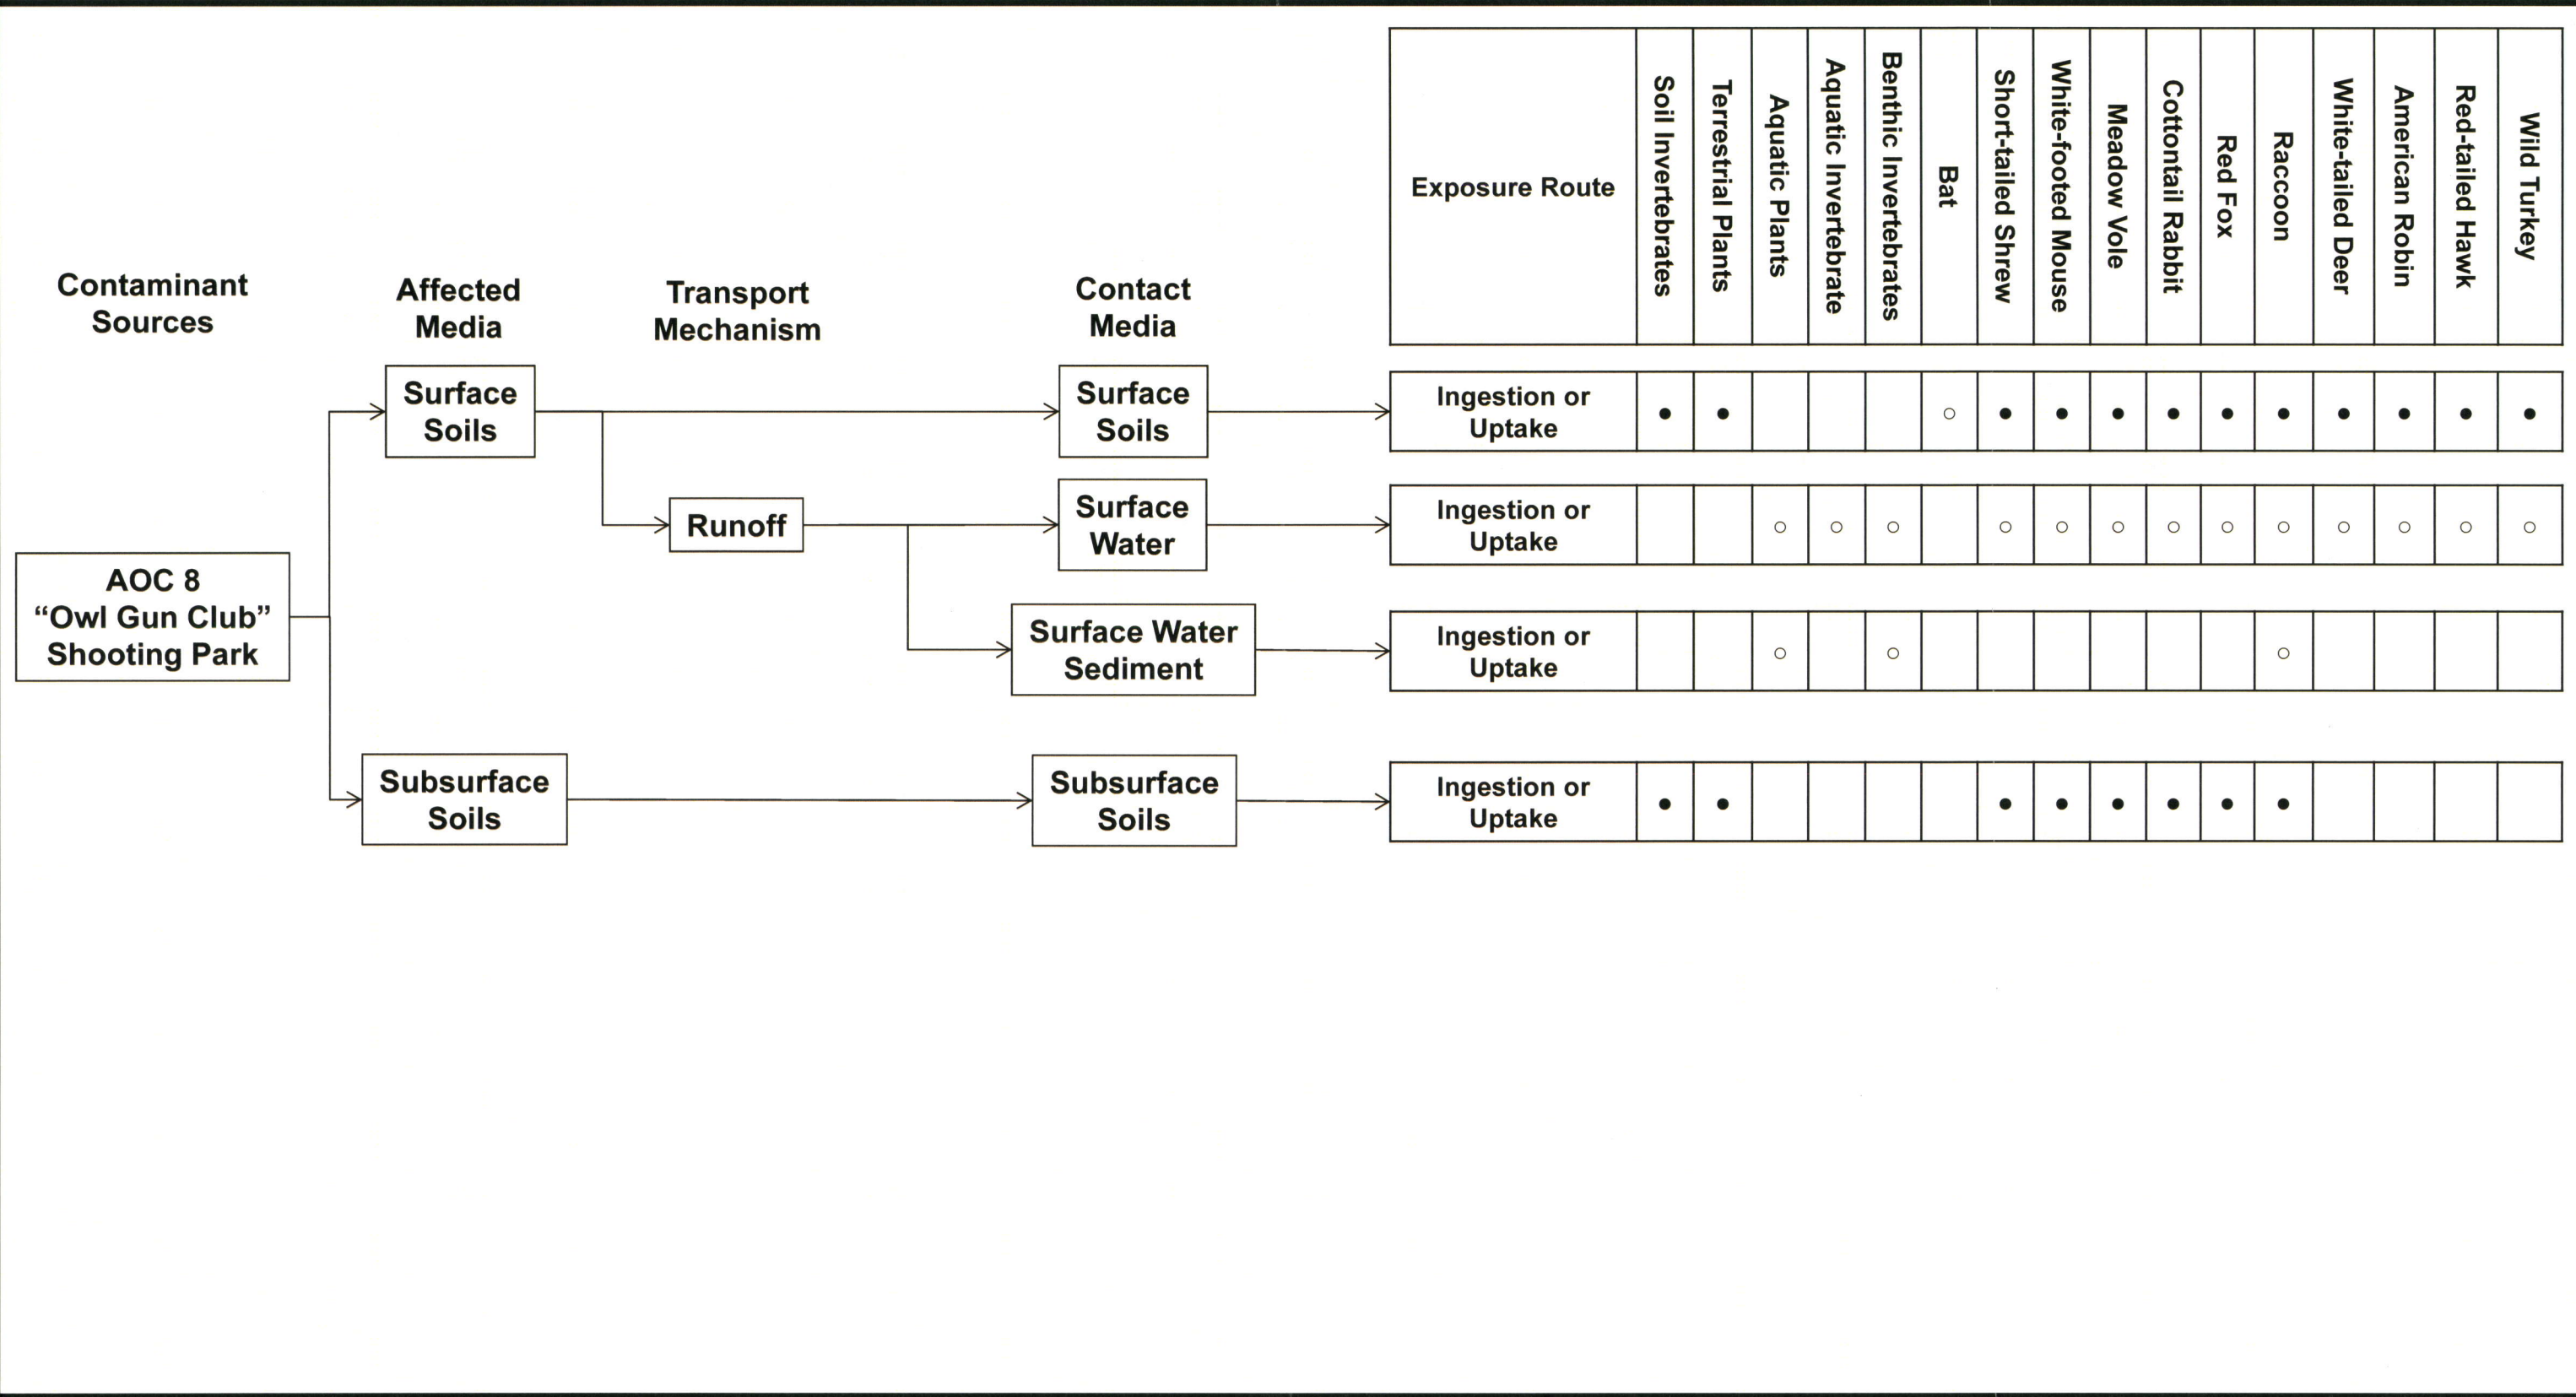 Exposure Route
Soil Invertebrates
Terrestrial Plants
Aquatic Plants
Aquatic Invertebrate
Benthic Invertebrates
Bat
Short-tailed Shrew
White-footed Mouse
Meadow Vole
Cottontail Rabbit
Red Fox
Raccoon
White-tailed Deer
American Robin
Red-tailed Hawk
Wild Turkey
Contaminant
Sources
Affected
Media
Transport
Mechanism
Contact
Media
Surface
Soils
Surface
Soils
Ingestion or
Uptake
Runoff
Surface
Water
Ingestion or
Uptake
AOC 8
“Owl Gun Club”
Shooting Park
Surface Water
Sediment
Ingestion or
Uptake
Subsurface
Soils
Subsurface
Soils
Ingestion or
Uptake